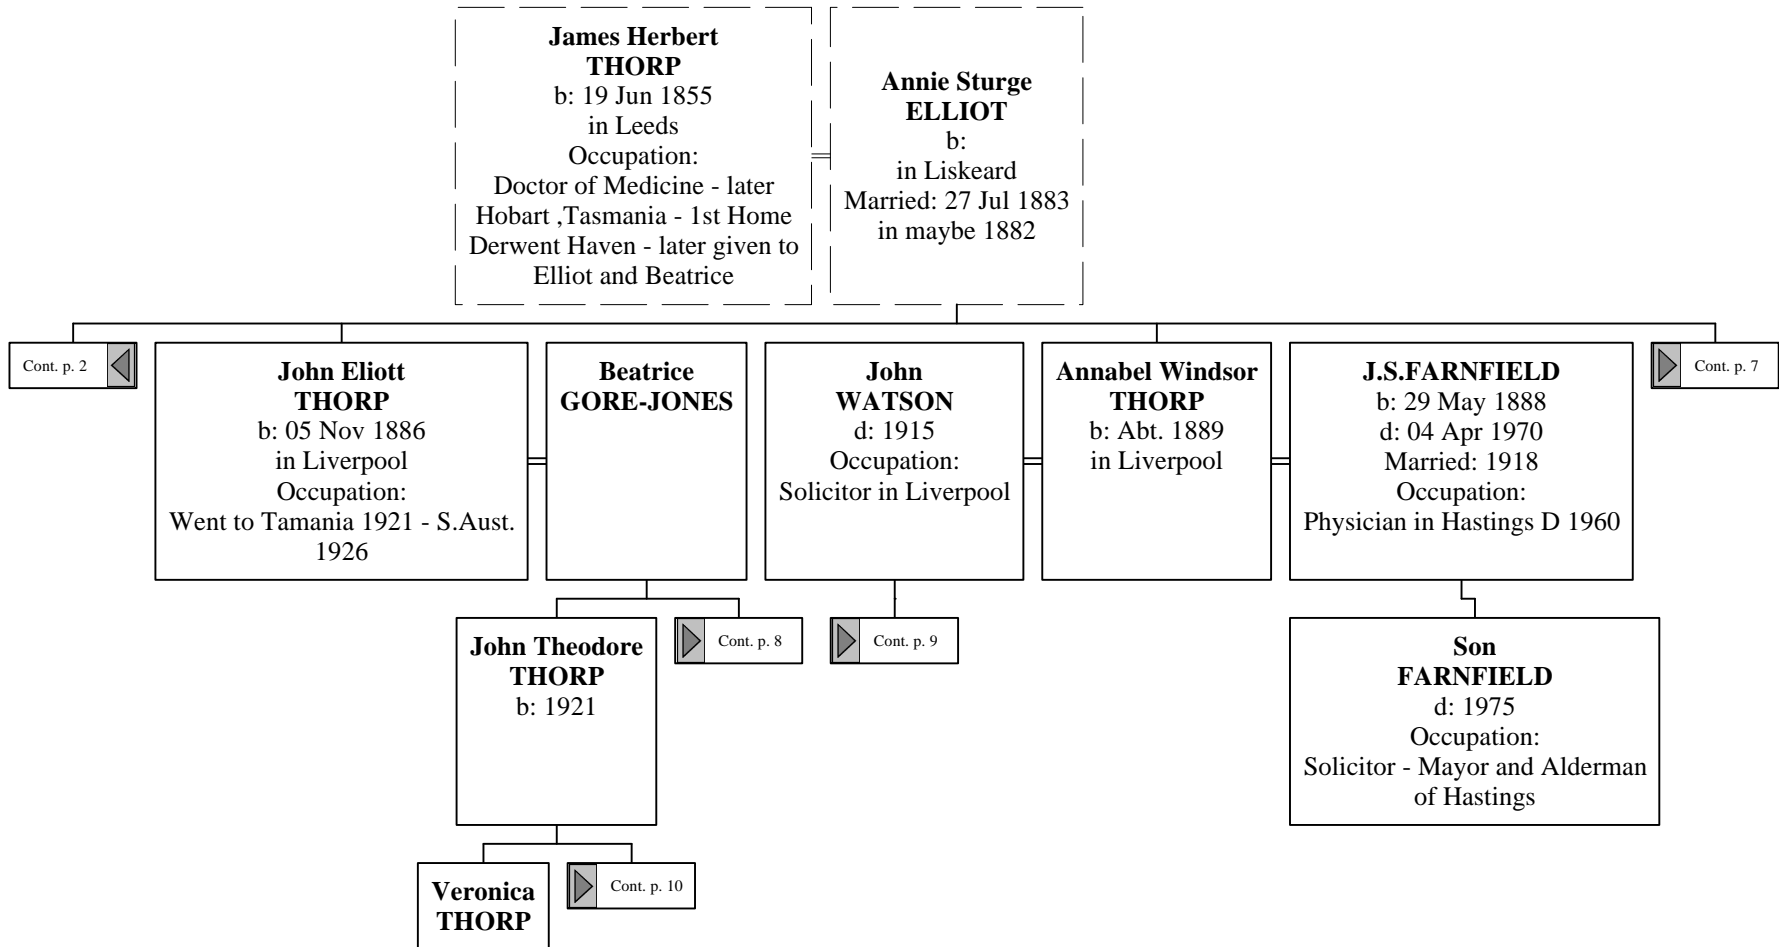 James Herbert
THORP
b: 19 Jun 1855
in Leeds
Occupation:
Doctor of Medicine - later
Hobart ,Tasmania - 1st Home
Derwent Haven - later given to
Elliot and Beatrice
Annie Sturge
ELLIOT
b:
in Liskeard
Married: 27 Jul 1883
in maybe 1882
Cont. p. 2
John Eliott
THORP
b: 05 Nov 1886
in Liverpool
Occupation:
Went to Tamania 1921 - S.Aust.
1926
Beatrice
GORE-JONES
John
WATSON
d: 1915
Occupation:
Solicitor in Liverpool
Annabel Windsor
THORP
b: Abt. 1889
in Liverpool
J.S.FARNFIELD
b: 29 May 1888
d: 04 Apr 1970
Married: 1918
Occupation:
Physician in Hastings D 1960
Cont. p. 7
John Theodore
THORP
b: 1921
Cont. p. 8
Cont. p. 9
Son
FARNFIELD
d: 1975
Occupation:
Solicitor - Mayor and Alderman
of Hastings
Veronica
THORP
Cont. p. 10